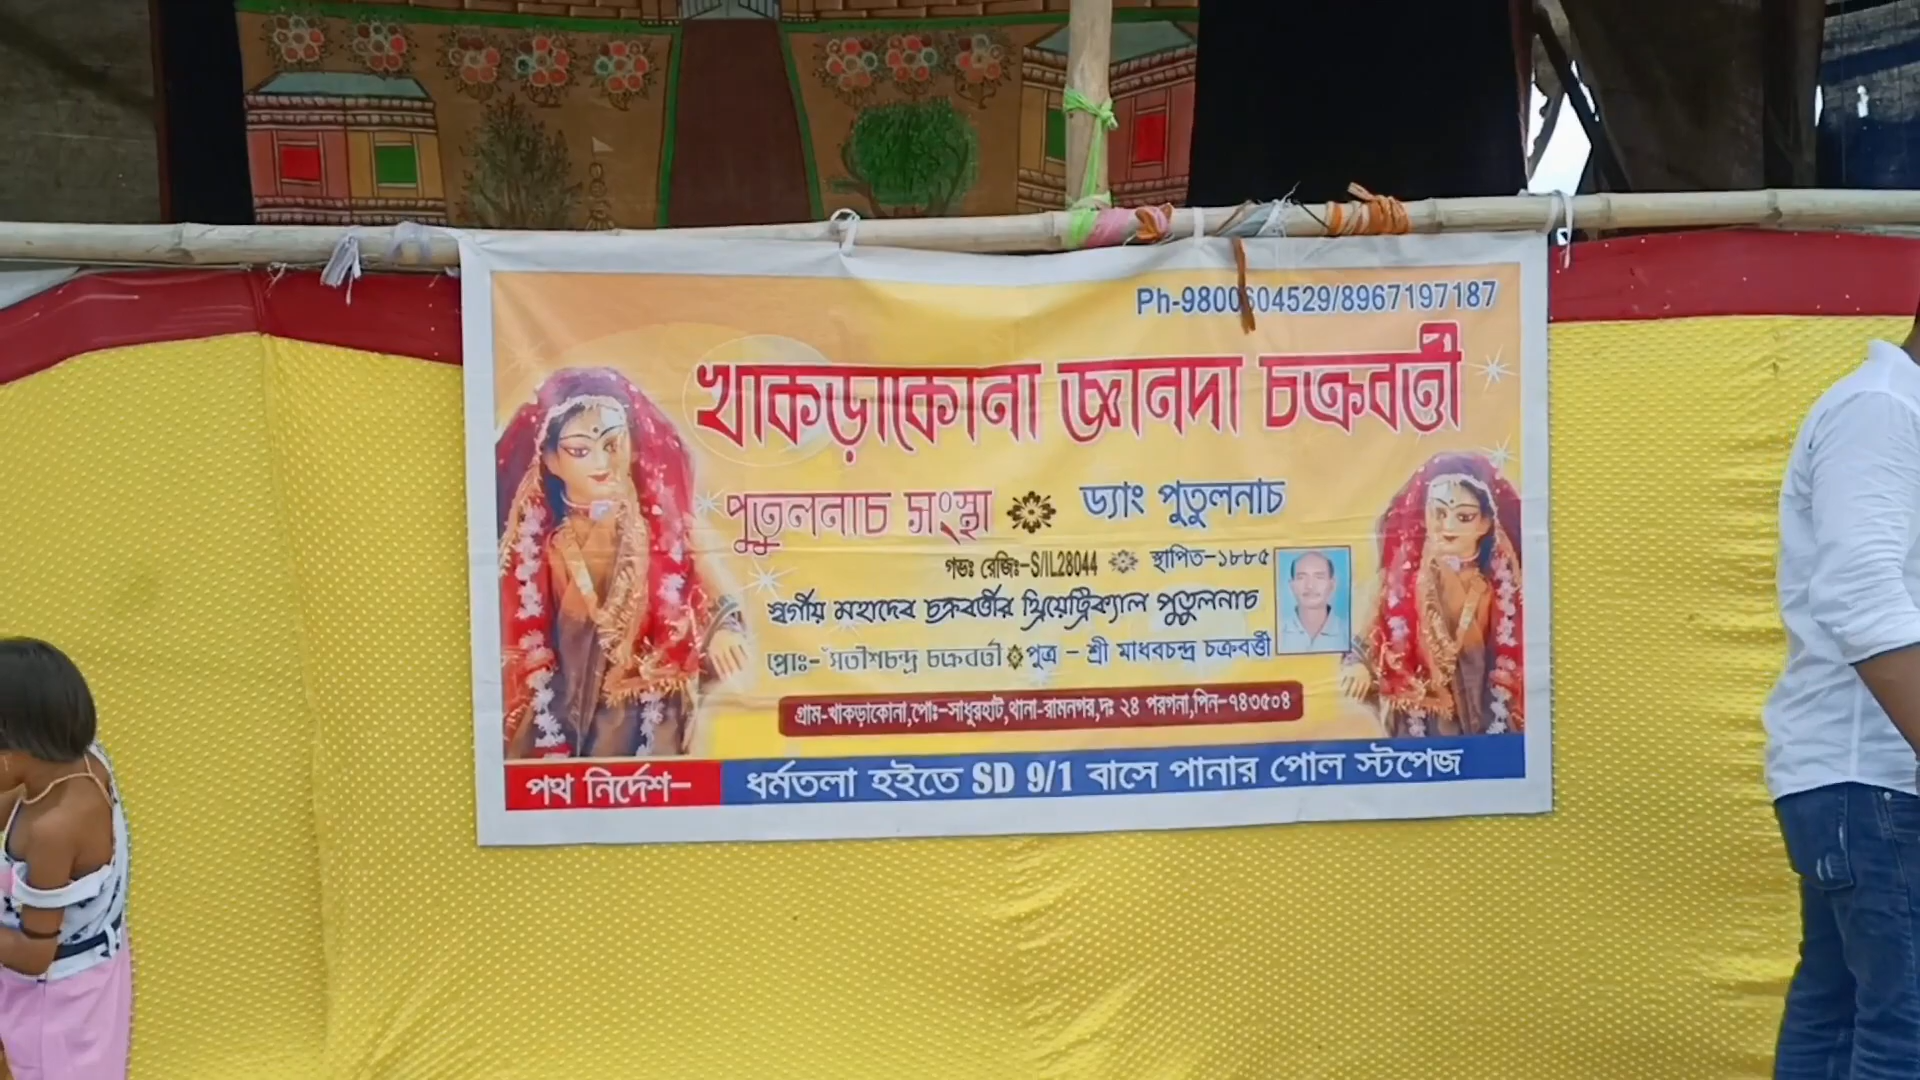 Ph-9800604529/8967197187
খাকড়াকোনা জ্ঞানদা চক্রবর্ত্তী
পুতুলনাচ সংস্থা ড্যাং পুতুলনাচ
গভঃ রেজিঃ-S/IL28044 স্থাপিত-১৮৮৫
স্বর্গীয় মহাদেব চক্রবর্ত্তীর থ্রিয়েট্রিক্যাল পুতুলনাচ
প্রোঃ-ঁসতীশচন্দ্র চক্রবর্ত্তী পুত্র - শ্রী মাধবচন্দ্র চক্রবর্ত্তী
গ্রাম-খাকড়াকোনা,পোঃ-সাধুরহাট,থানা-রামনগর,দঃ ২৪ পরগনা,পিন-৭৪৩৫০৪
পথ নির্দেশ- ধর্মতলা হইতে SD 9/1 বাসে পানার পোল স্টপেজ